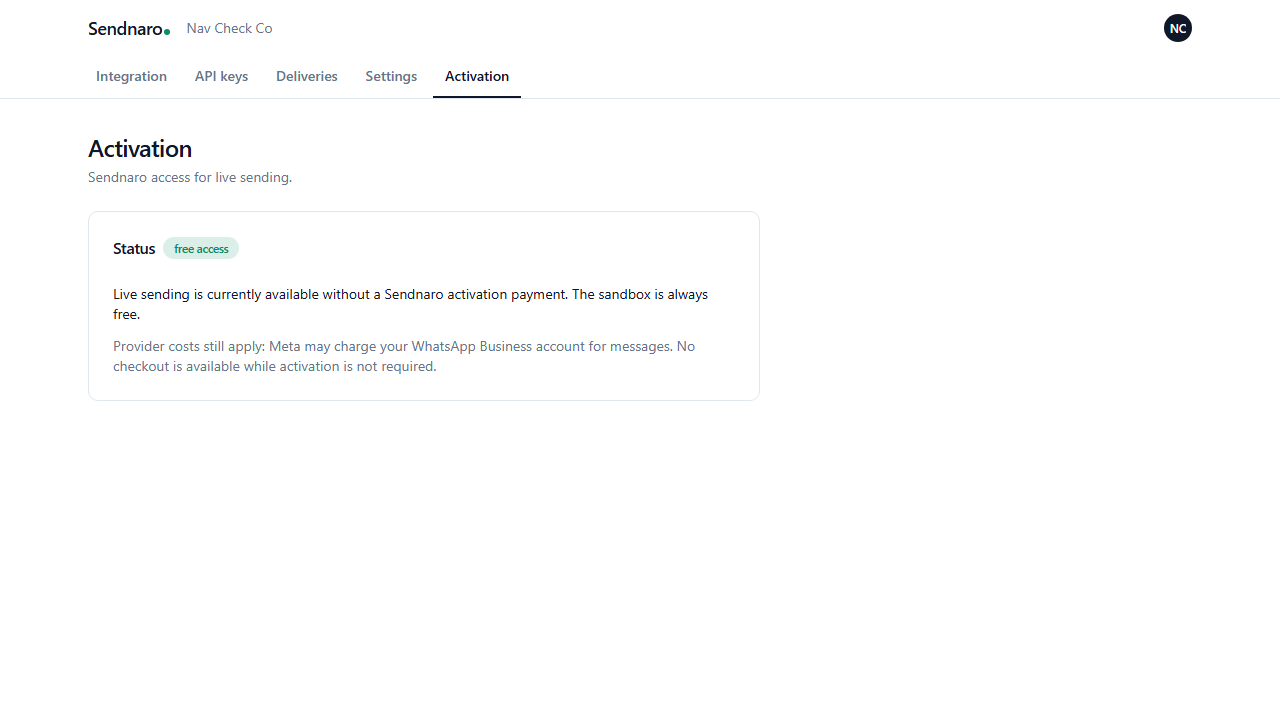 Sendnaro
Nav Check Co
NC
Integration
API keys
Deliveries
Settings
Activation
Activation
Sendnaro access for live sending.
Status
free access
Live sending is currently available without a Sendnaro activation payment. The sandbox is always
free.
Provider costs still apply: Meta may charge your WhatsApp Business account for messages. No
checkout is available while activation is not required.